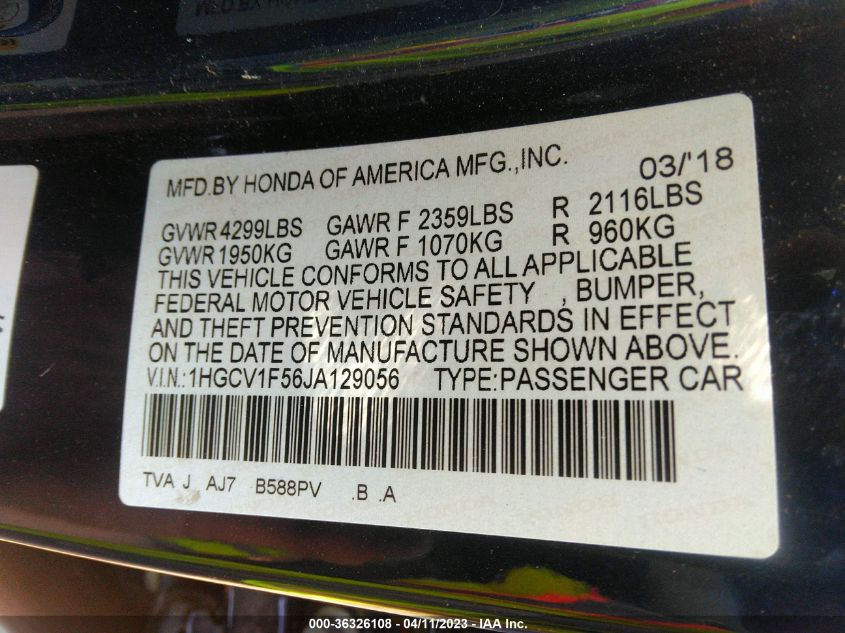 MFD.BY HONDA OF AMERICA MFG.,INC. 03/'18
GVWR 4299LBS GAWR F 2359LBS R 2116LBS
GVWR 1950KG GAWR F 1070KG R 960KG
THIS VEHICLE CONFORMS TO ALL APPLICABLE
FEDERAL MOTOR VEHICLE SAFETY , BUMPER,
AND THEFT PREVENTION STANDARDS IN EFFECT
ON THE DATE OF MANUFACTURE SHOWN ABOVE.
V.I.N.:1HGCV1F56JA129056 TYPE:PASSENGER CAR
TVA J AJ7 B588PV .B .A
000-36326108 - 04/11/2023 - IAA Inc.